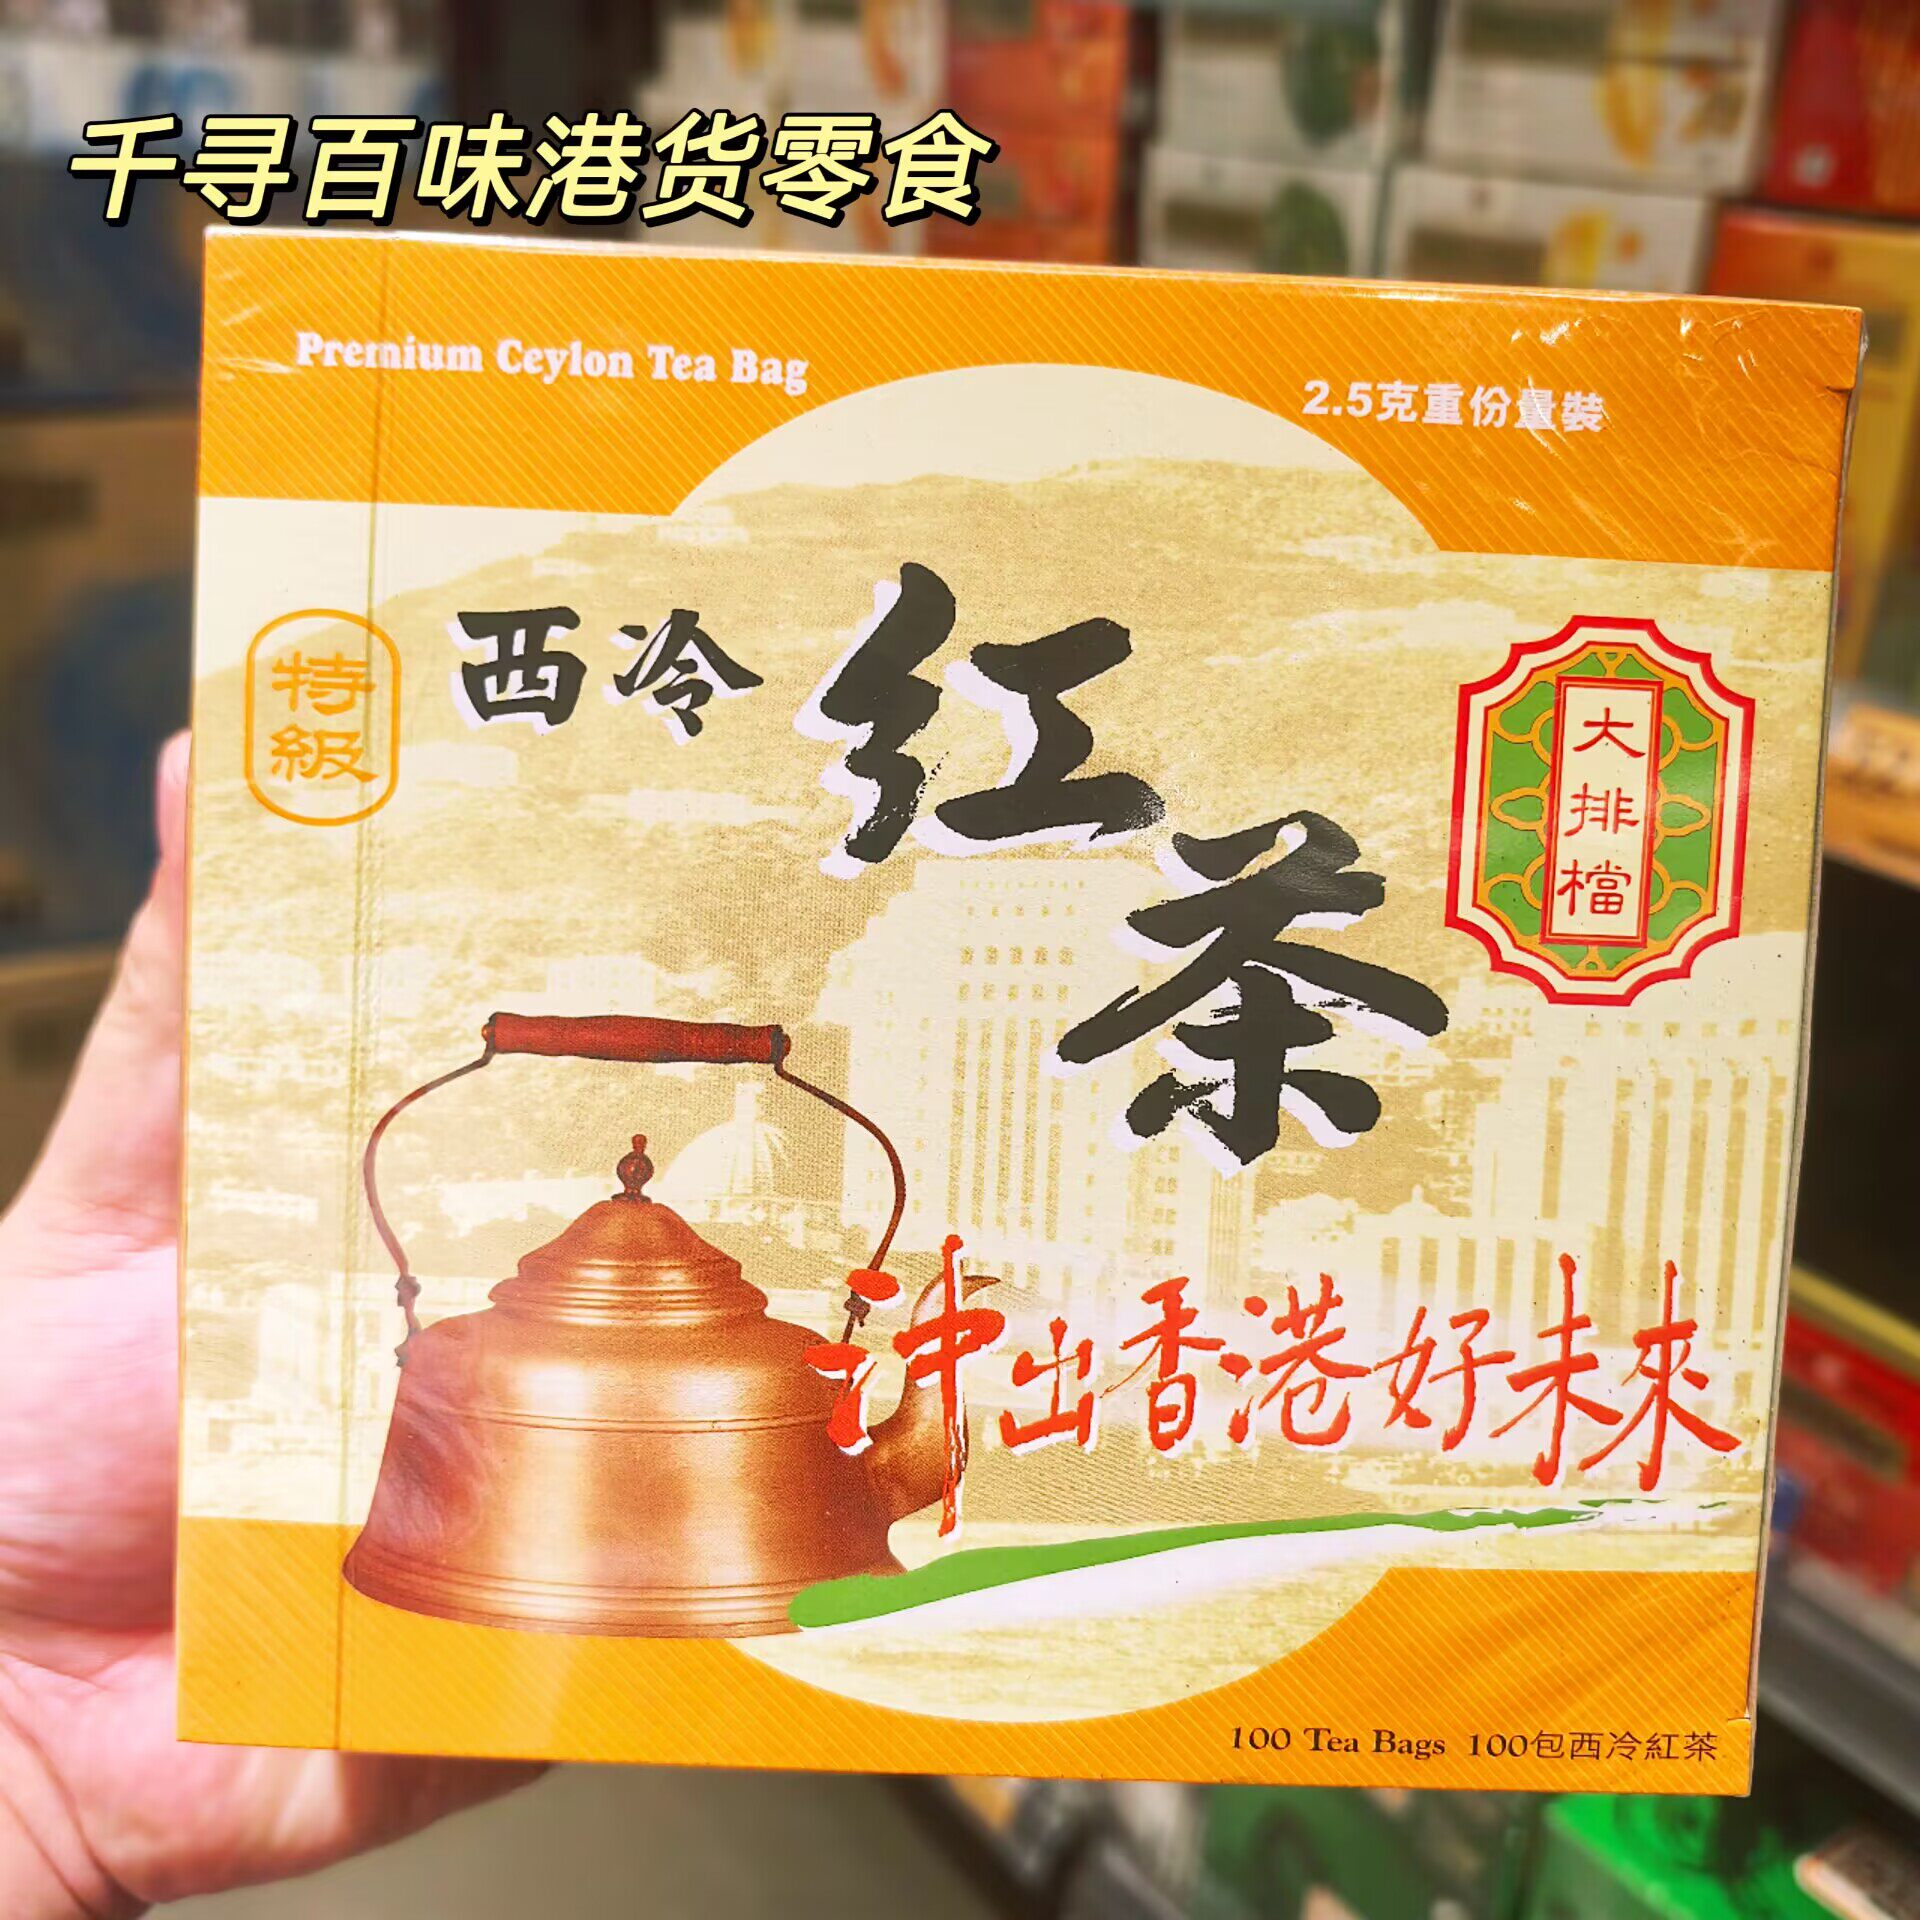 千寻百味港货零食
Premium Ceylon Tea Bag
2.5克重份量裝
特級
西冷紅茶
大排檔
沖出香港好未來
100 Tea Bags 100包西冷紅茶